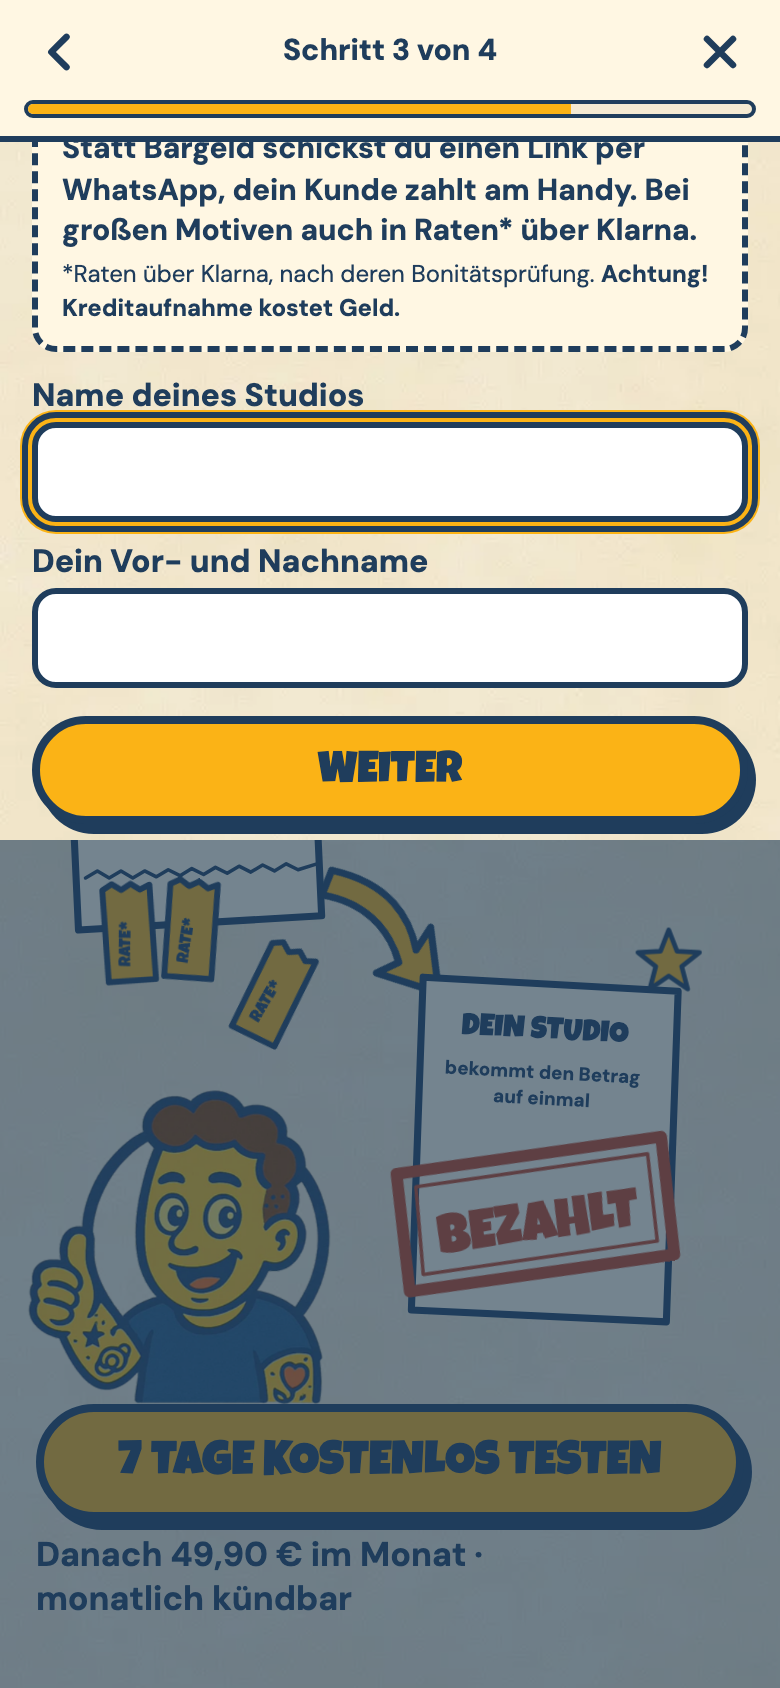 Schritt 3 von 4
Statt Bargeld schickst du einen Link per
WhatsApp, dein Kunde zahlt am Handy. Bei
großen Motiven auch in Raten* über Klarna.
*Raten über Klarna, nach deren Bonitätsprüfung. Achtung!
Kreditaufnahme kostet Geld.
Name deines Studios
Dein Vor- und Nachname
WEITER
RATE*
RATE*
RATE*
DEIN STUDIO
bekommt den Betrag
auf einmal
BEZAHLT
7 TAGE KOSTENLOS TESTEN
Danach 49,90 € im Monat ·
monatlich kündbar